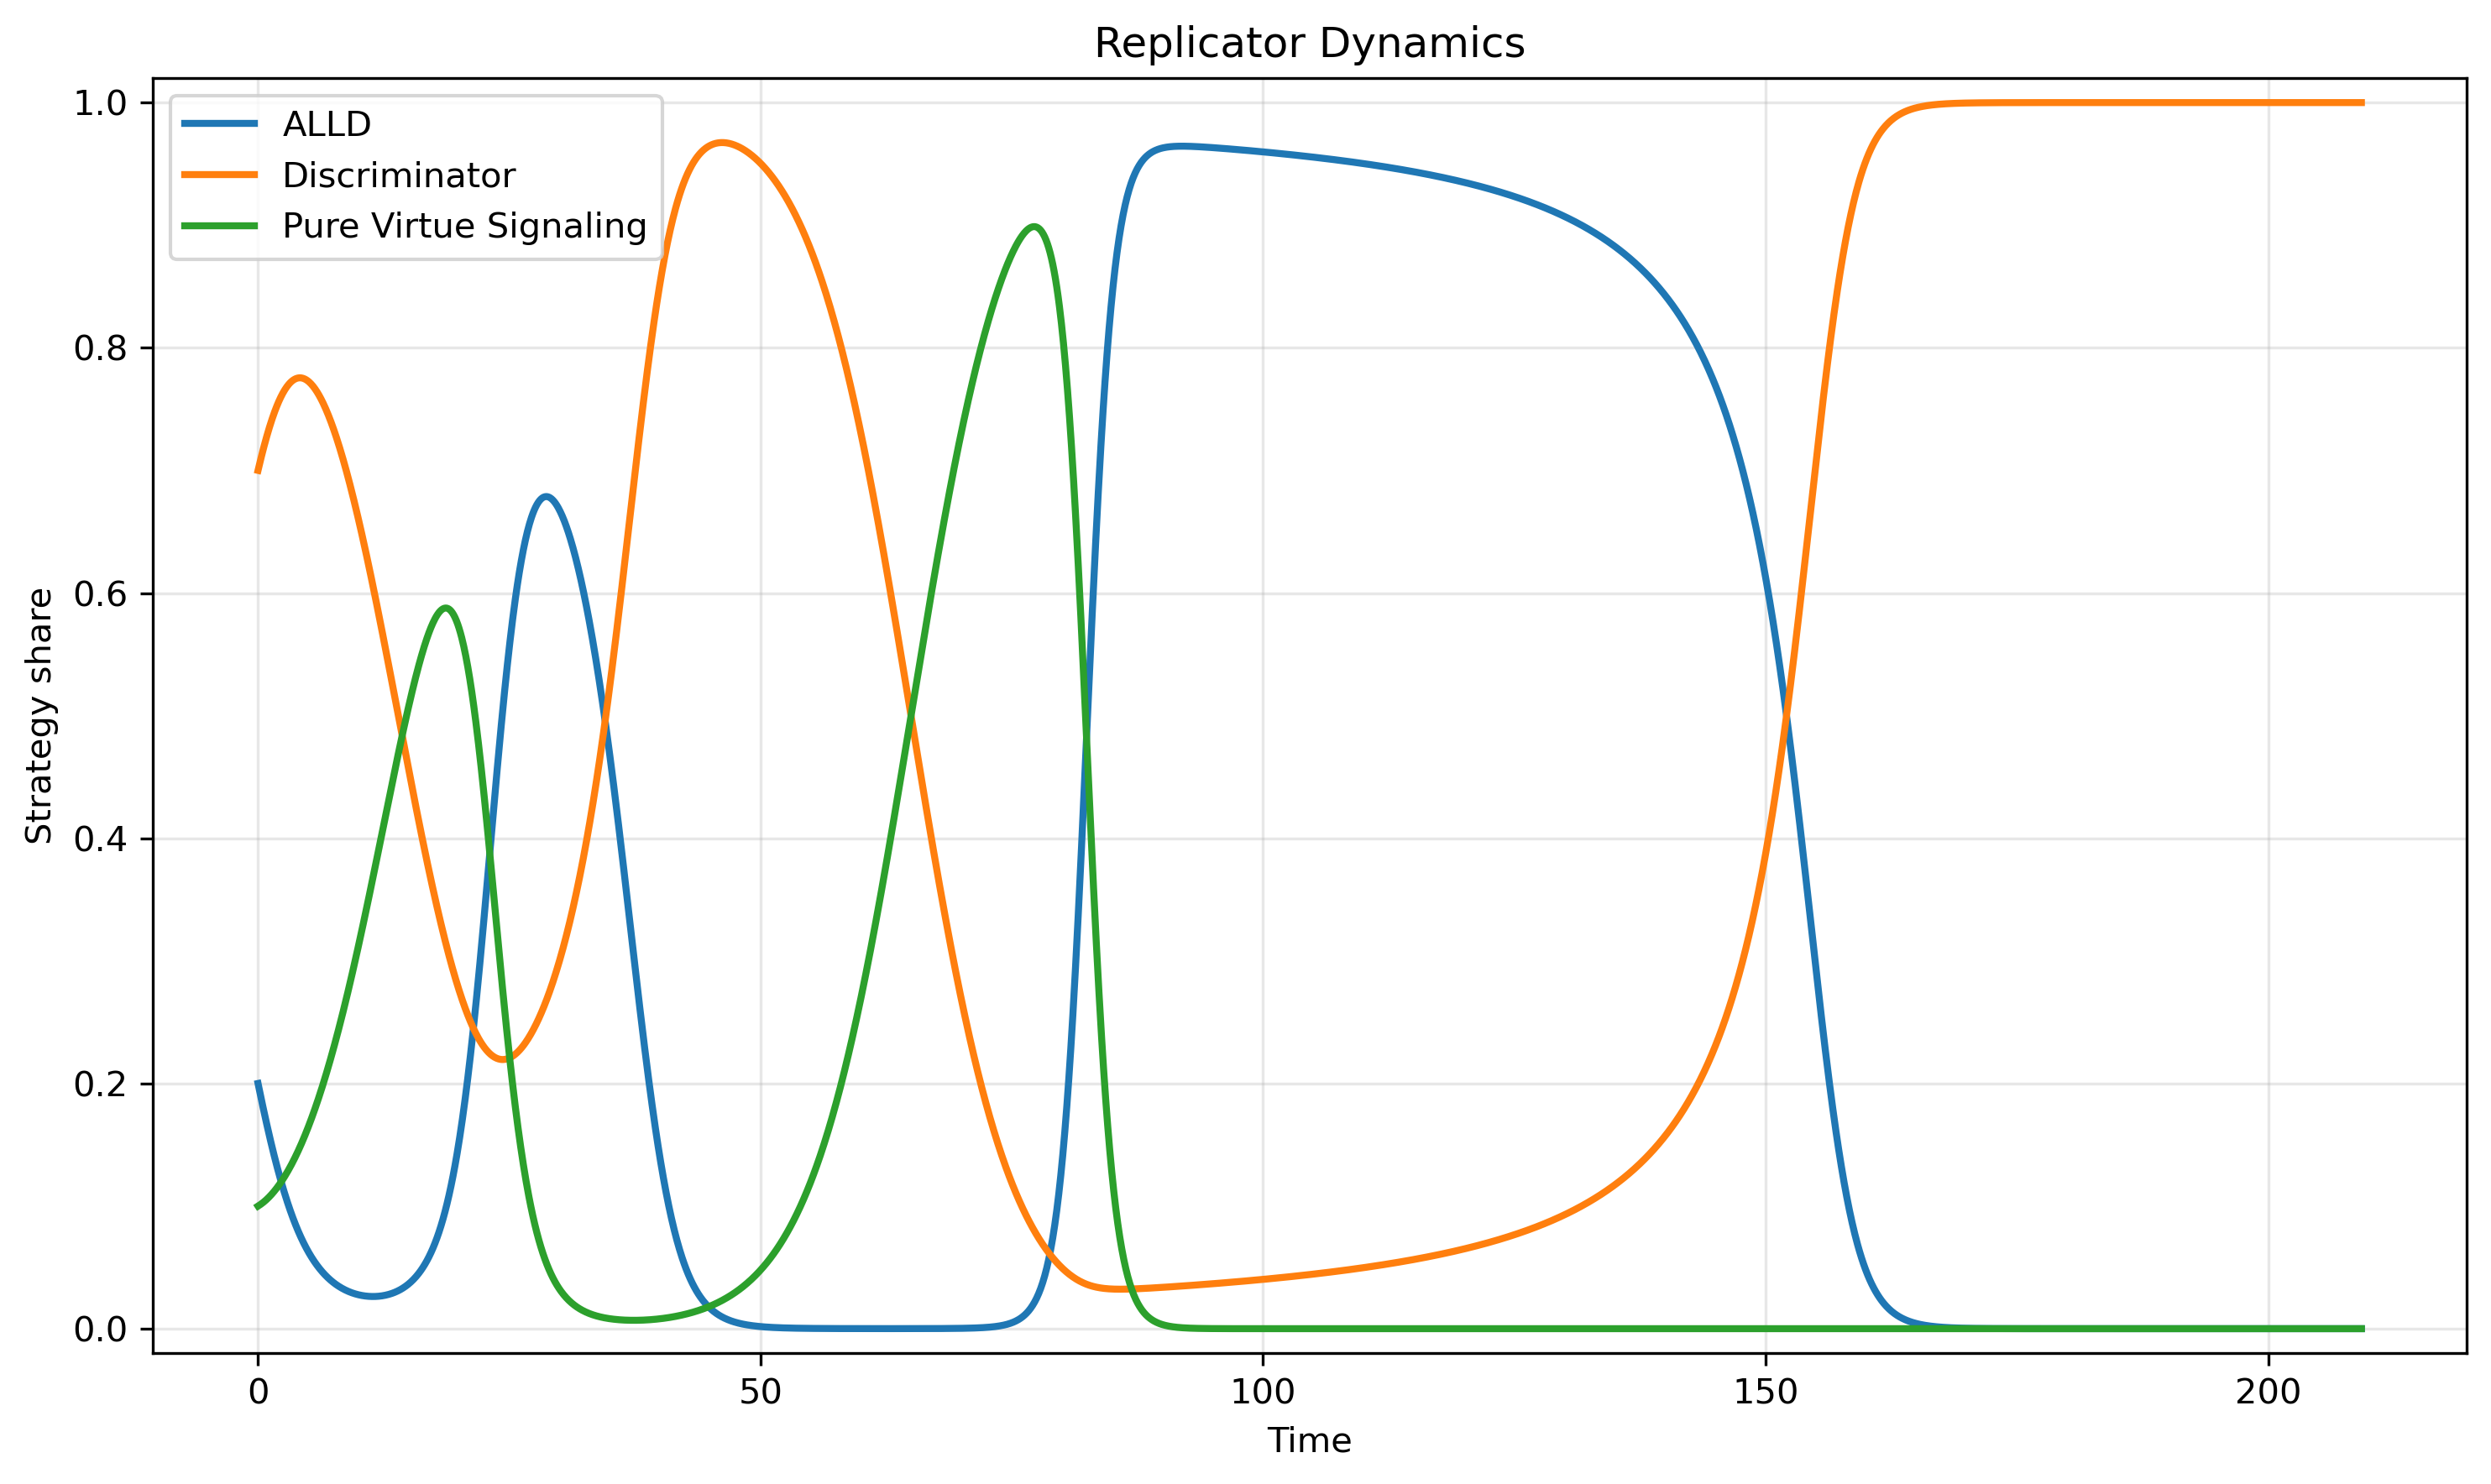 Replicator Dynamics
ALLD
Discriminator
Pure Virtue Signaling
Strategy share
1.0
0.8
0.6
0.4
0.2
0.0
0 50 100 150 200
Time